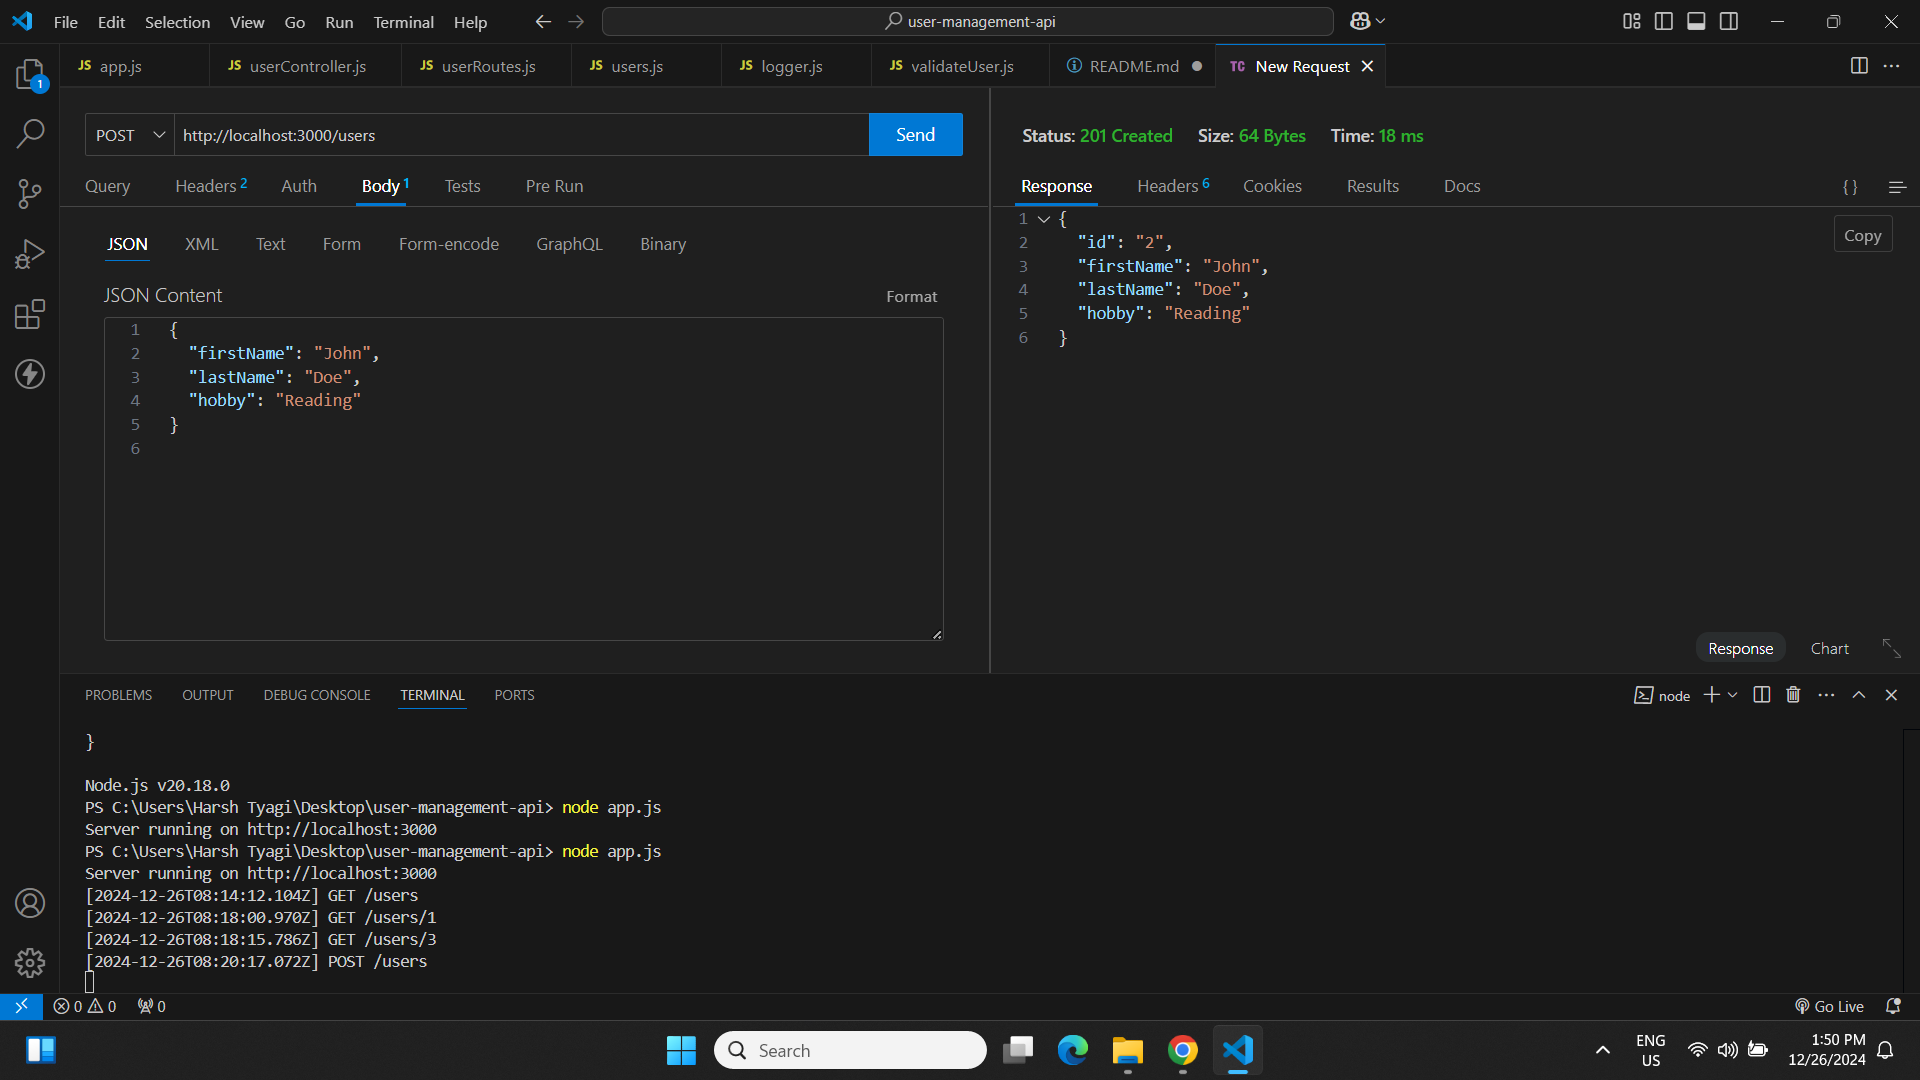 File Edit Selection View Go Run Terminal Help user-management-api
JS app.js JS userController.js JS userRoutes.js JS users.js JS logger.js JS validateUser.js README.md TC New Request
1
POST http://localhost:3000/users Send
Query Headers 2 Auth Body 1 Tests Pre Run
JSON XML Text Form Form-encode GraphQL Binary
JSON Content Format
1 {
2 "firstName": "John",
3 "lastName": "Doe",
4 "hobby": "Reading"
5 }
6
Status: 201 Created Size: 64 Bytes Time: 18 ms
Response Headers 6 Cookies Results Docs { }
Copy
1 {
2 "id": "2",
3 "firstName": "John",
4 "lastName": "Doe",
5 "hobby": "Reading"
6 }
Response Chart
PROBLEMS OUTPUT DEBUG CONSOLE TERMINAL PORTS node
}
Node.js v20.18.0
PS C:\Users\Harsh Tyagi\Desktop\user-management-api> node app.js
Server running on http://localhost:3000
PS C:\Users\Harsh Tyagi\Desktop\user-management-api> node app.js
Server running on http://localhost:3000
[2024-12-26T08:14:12.104Z] GET /users
[2024-12-26T08:18:00.970Z] GET /users/1
[2024-12-26T08:18:15.786Z] GET /users/3
[2024-12-26T08:20:17.072Z] POST /users
0 0 0 Go Live
Search ENG US 1:50 PM
12/26/2024